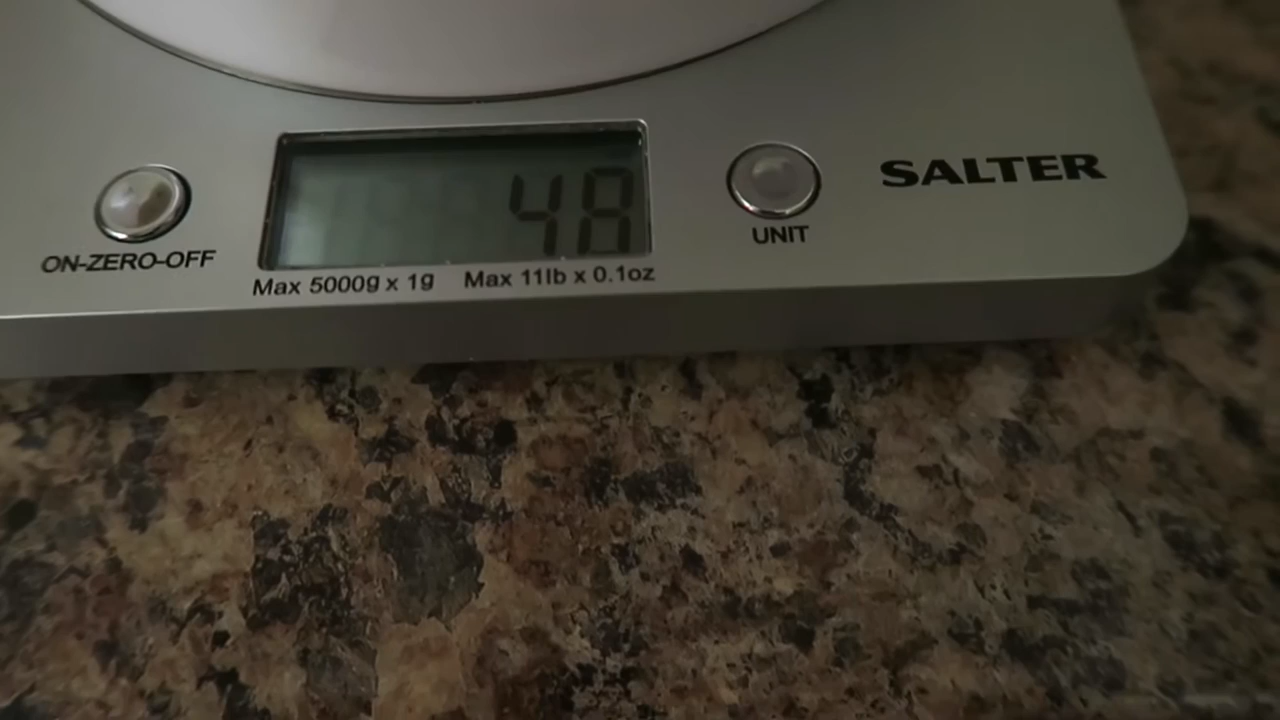 48
SALTER
UNIT
ON-ZERO-OFF
Max 5000g x 1g Max 11lb x 0.1oz